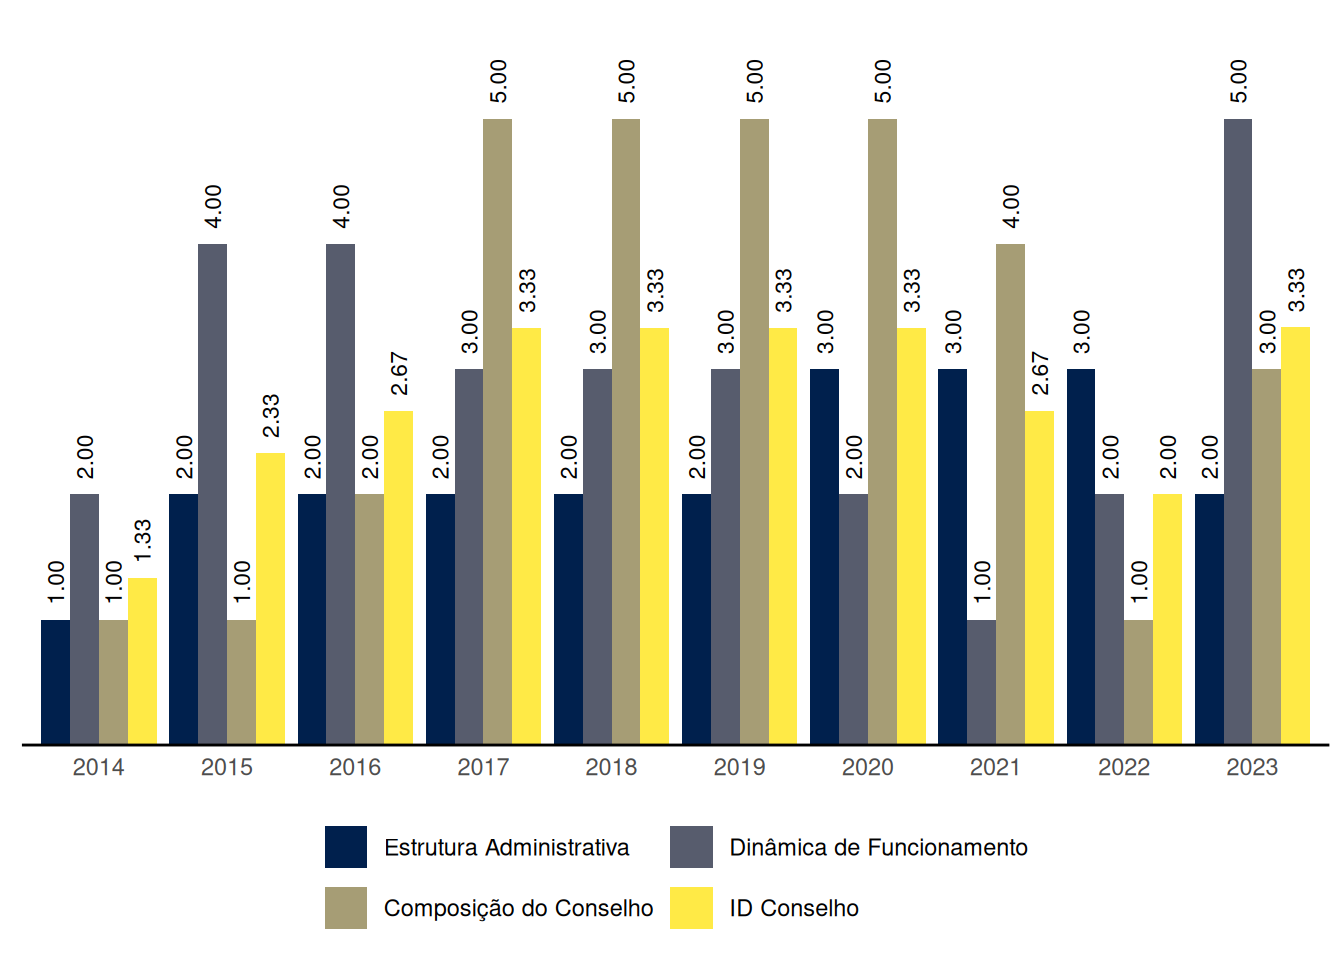 5.00 5.00 5.00 5.00 5.00
4.00 4.00 4.00
3.33 3.33 3.33 3.33 3.33
3.00 3.00 3.00 3.00 3.00 3.00 3.00
2.67 2.67
2.33
2.00 2.00 2.00 2.00 2.00 2.00 2.00 2.00 2.00 2.00 2.00 2.00
1.33
1.00 1.00 1.00 1.00 1.00
2014 2015 2016 2017 2018 2019 2020 2021 2022 2023
Estrutura Administrativa Dinâmica de Funcionamento
Composição do Conselho ID Conselho